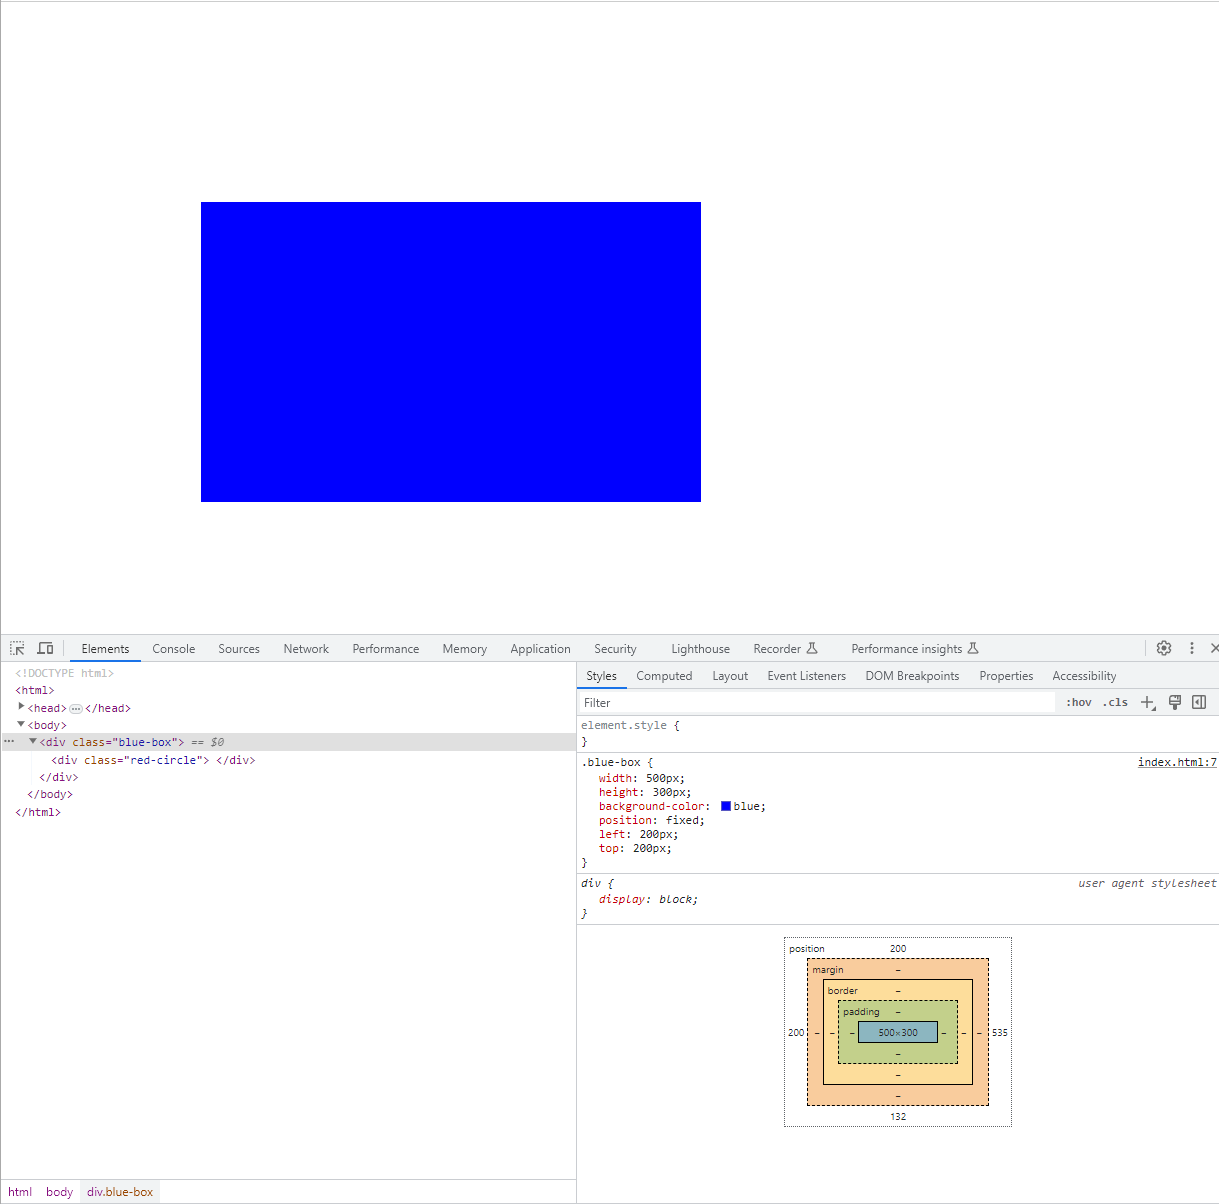 Elements Console Sources Network Performance Memory Application Security Lighthouse Recorder Performance insights
<!DOCTYPE html>
<html>
<head> ••• </head>
<body>
••• <div class="blue-box"> == $0
<div class="red-circle"> </div>
</div>
</body>
</html>
html body div.blue-box
Styles Computed Layout Event Listeners DOM Breakpoints Properties Accessibility
Filter :hov .cls
element.style {
}
.blue-box { index.html:7
width: 500px;
height: 300px;
background-color: blue;
position: fixed;
left: 200px;
top: 200px;
}
div { user agent stylesheet
display: block;
}
position 200
margin –
border –
padding –
200 – – – 500×300 – – – 535
–
–
–
132